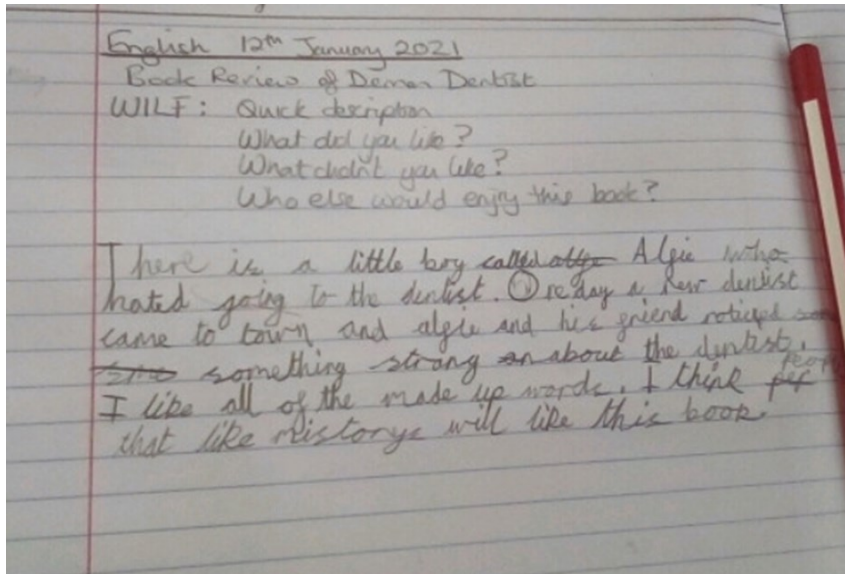 English 12th January 2021
Book Review of Demon Dentist
WILF: Quick description
What did you like?
What didn't you like?
Who else would enjoy this book?
There is a little boy called Algie who
hated going to the dentist. One day a new dentist
came to town and algie and his friend noticed
something strang about the dentist.
I like all of the made up words. I think people
that like mistorys will like this book.